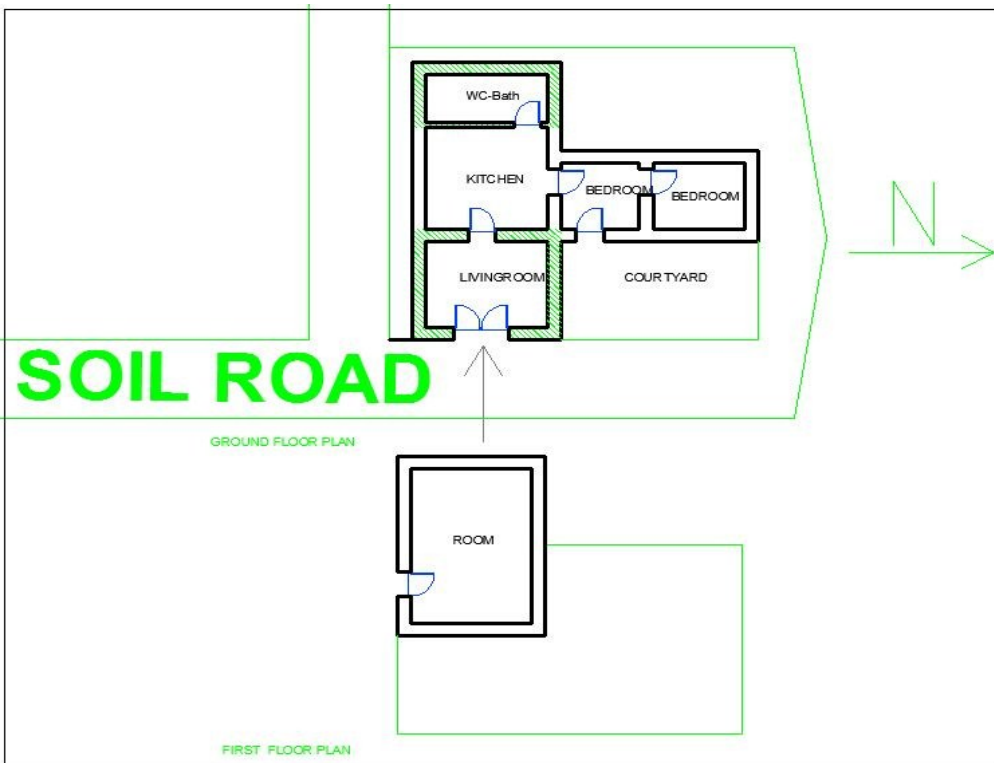 WC-Bath
KITCHEN
BEDROOM
BEDROOM
LIVINGROOM
COURTYARD
N
SOIL ROAD
GROUND FLOOR PLAN
ROOM
FIRST FLOOR PLAN